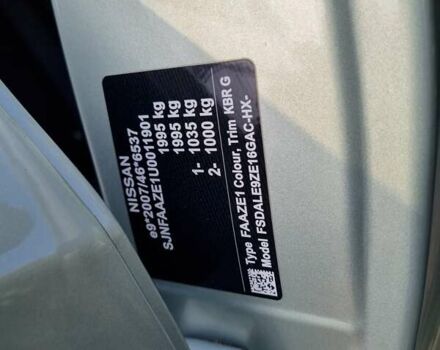 NISSAN
e9*2007/46*6537
SJNFAAZE1U0011901
1995 kg
1995 kg
1- 1035 kg
2- 1000 kg
Type FAAZE1 Colour, Trim KBR G
Model FSDALE9ZE16GAC-HX-